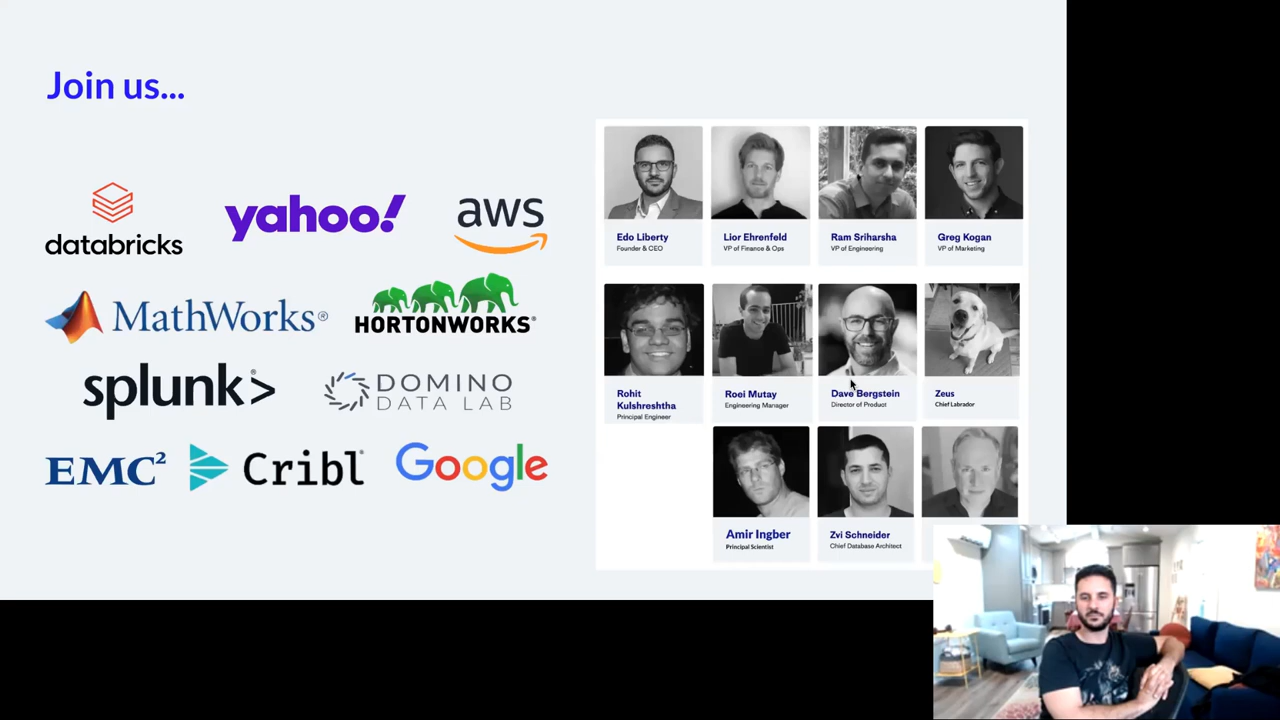 Join us...
databricks
yahoo!
aws
MathWorks®
HORTONWORKS®
splunk>®
DOMINO
DATA LAB
EMC²
Cribl
Google
Edo Liberty
Founder & CEO
Lior Ehrenfeld
VP of Finance & Ops
Ram Sriharsha
VP of Engineering
Greg Kogan
VP of Marketing
Rohit
Kulshreshtha
Principal Engineer
Roei Mutay
Engineering Manager
Dave Bergstein
Director of Product
Zeus
Chief Labrador
Amir Ingber
Principal Scientist
Zvi Schneider
Chief Database Architect